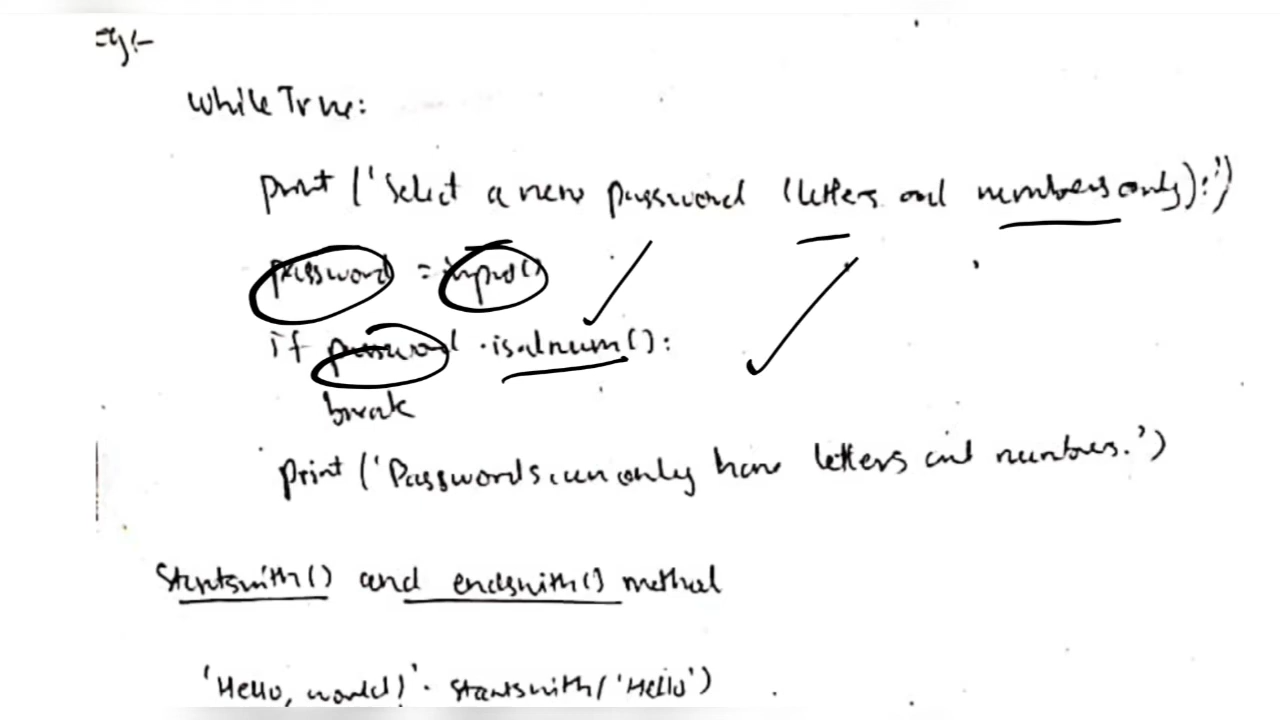 Eg:-
while True:
print ('Select a new password (letters and numbers only):')
password = input()
if password .isalnum():
break
print ('Passwords can only have letters and numbers.')
Startswith() and endswith() method
'Hello, world!'. startswith('Hello')